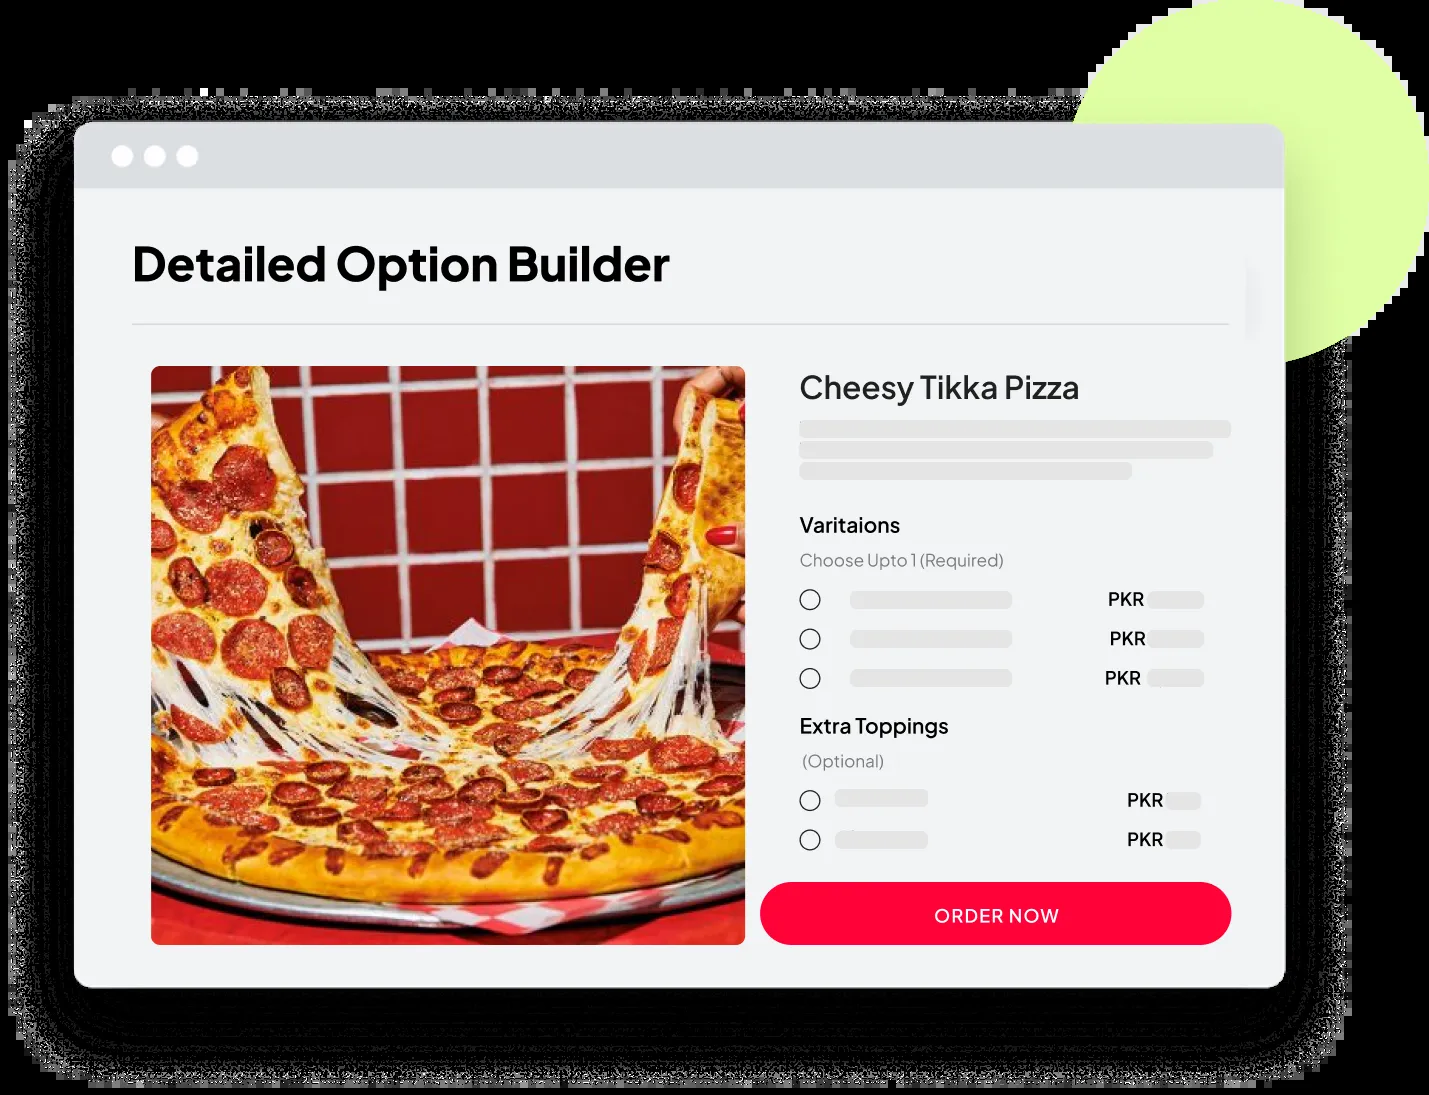 Detailed Option Builder
Cheesy Tikka Pizza
Varitaions
Choose Upto 1 (Required)
PKR
PKR
PKR
Extra Toppings
(Optional)
PKR
PKR
ORDER NOW